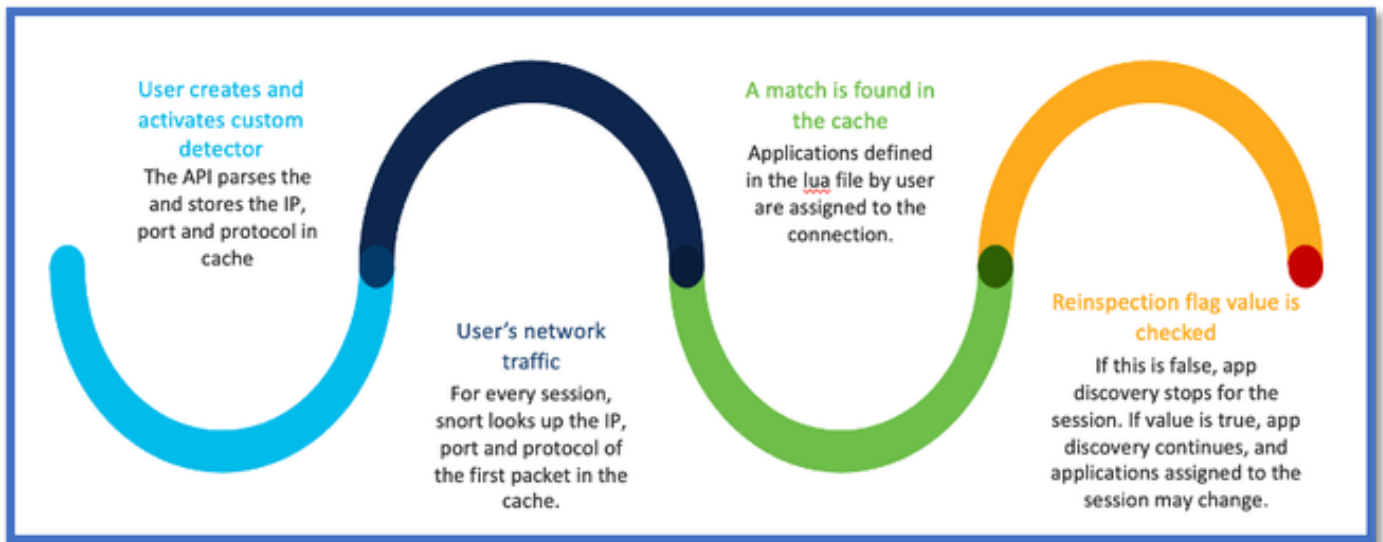 User creates and
activates custom
detector
The API parses the
and stores the IP,
port and protocol in
cache
User’s network
traffic
For every session,
snort looks up the IP,
port and protocol of
the first packet in the
cache.
A match is found in
the cache
Applications defined
in the lua file by user
are assigned to the
connection.
Reinspection flag value is
checked
If this is false, app
discovery stops for the
session. If value is true, app
discovery continues, and
applications assigned to the
session may change.